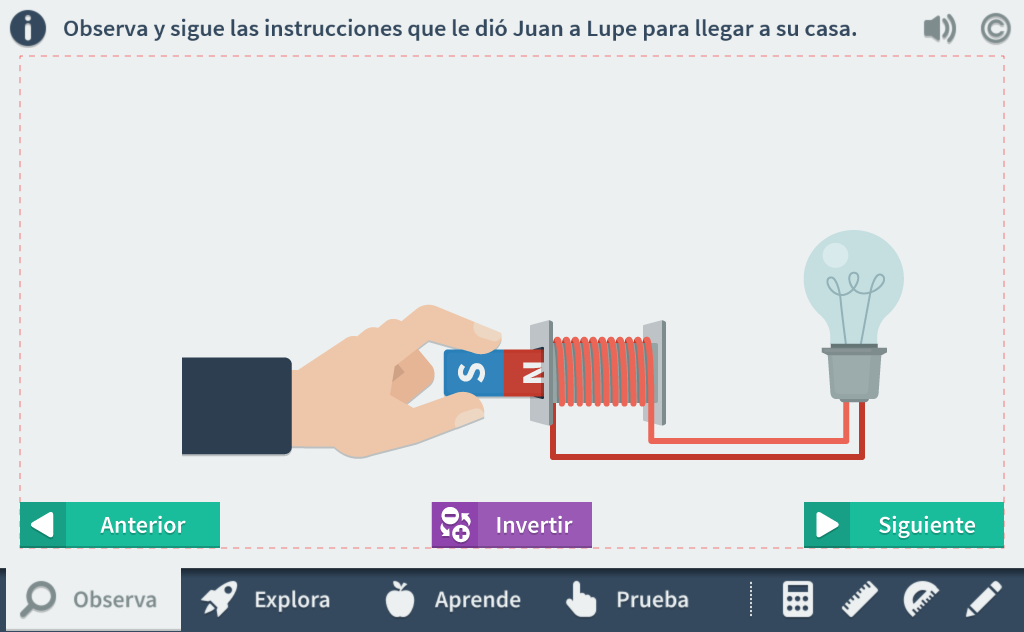 Observa y sigue las instrucciones que le dió Juan a Lupe para llegar a su casa.
S N
Anterior
Invertir
Siguiente
Observa
Explora
Aprende
Prueba